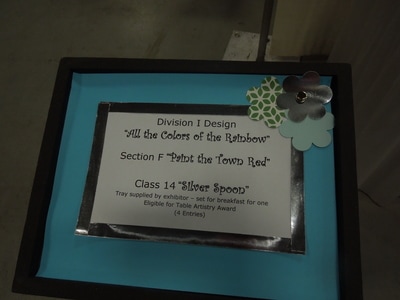 Division I Design
"All the Colors of the Rainbow"
Section F "Paint the Town Red"
Class 14 "Silver Spoon"
Tray supplied by exhibitor – set for breakfast for one
Eligible for Table Artistry Award
(4 Entries)